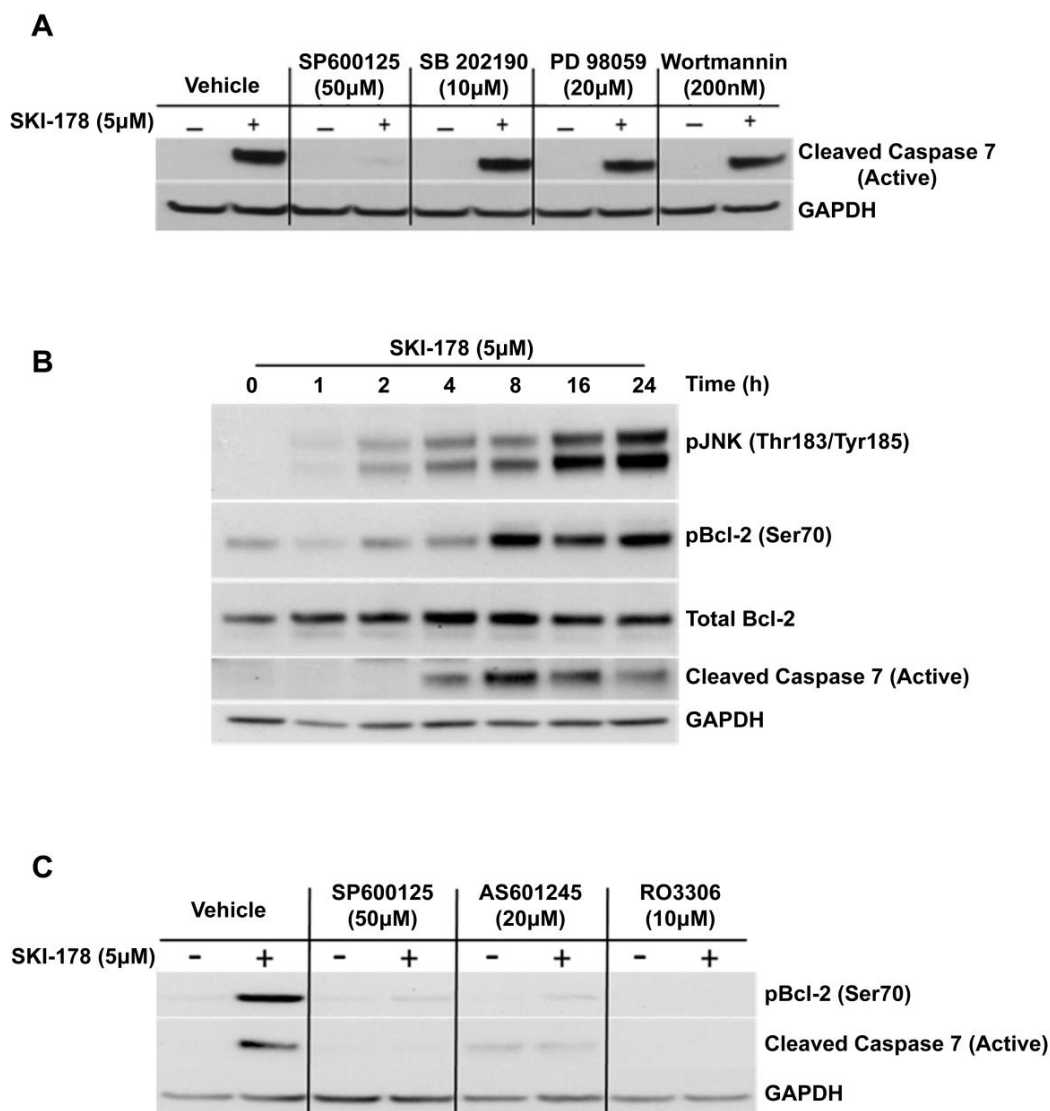 A
Vehicle SP600125 (50µM) SB 202190 (10µM) PD 98059 (20µM) Wortmannin (200nM)
SKI-178 (5µM) – + – + – + – + – +
Cleaved Caspase 7 (Active)
GAPDH
B
SKI-178 (5µM)
0 1 2 4 8 16 24 Time (h)
pJNK (Thr183/Tyr185)
pBcl-2 (Ser70)
Total Bcl-2
Cleaved Caspase 7 (Active)
GAPDH
C
Vehicle SP600125 (50µM) AS601245 (20µM) RO3306 (10µM)
SKI-178 (5µM) - + - + - + - +
pBcl-2 (Ser70)
Cleaved Caspase 7 (Active)
GAPDH